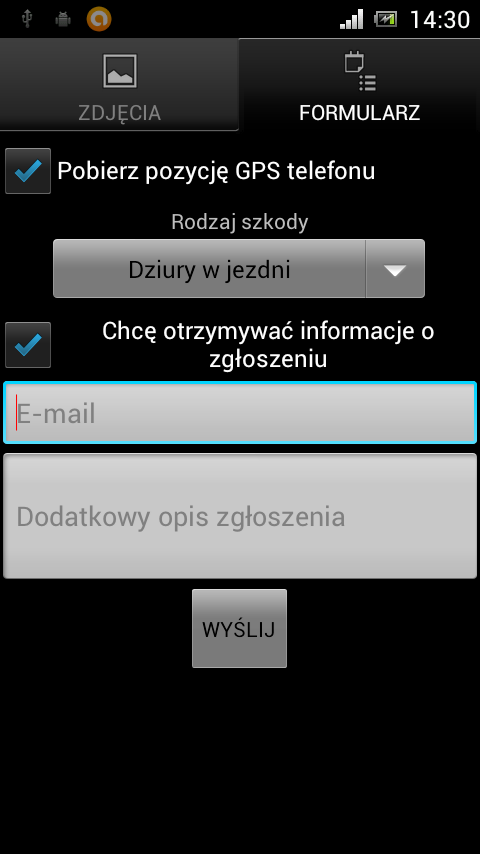 14:30
ZDJĘCIA
FORMULARZ
Pobierz pozycję GPS telefonu
Rodzaj szkody
Dziury w jezdni
Chcę otrzymywać informacje o
zgłoszeniu
E-mail
Dodatkowy opis zgłoszenia
WYŚLIJ